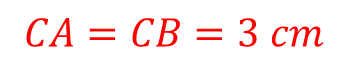 CA = CB = 3 cm